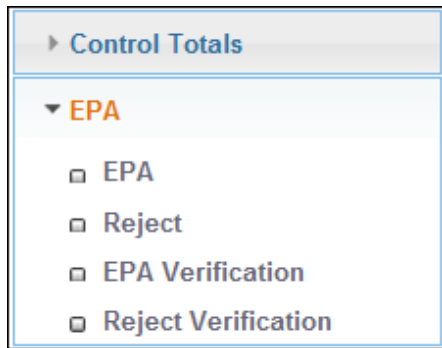 Control Totals
EPA
EPA
Reject
EPA Verification
Reject Verification